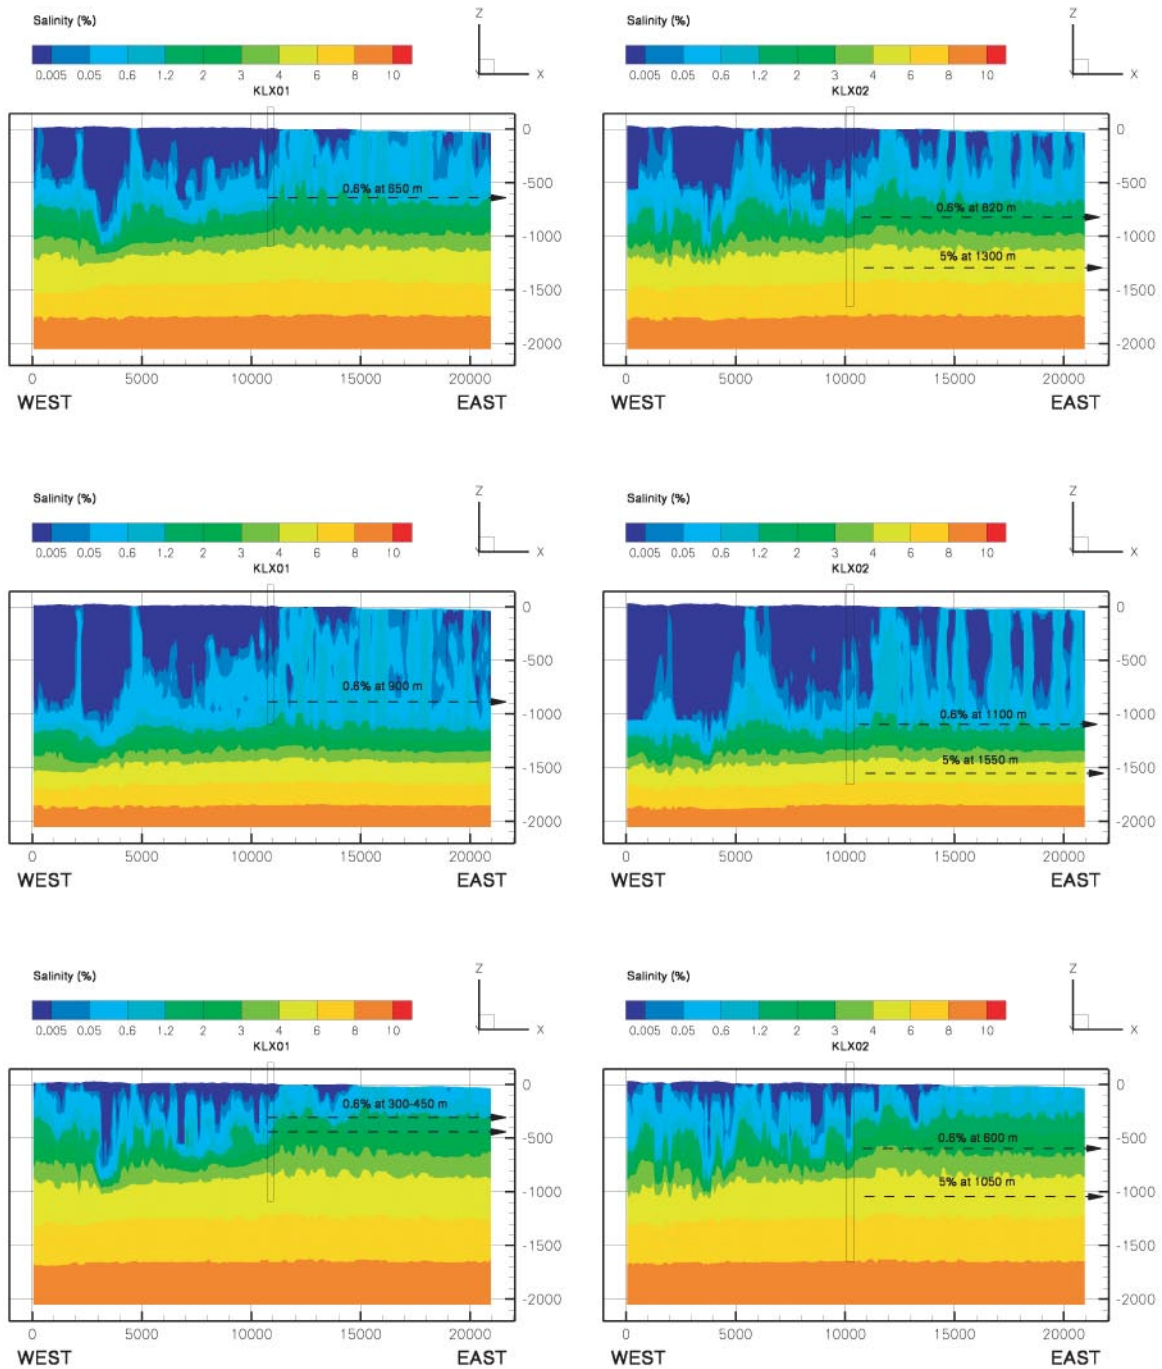 Salinity (%)
Z
X
0.005 0.05 0.6 1.2 2 3 4 6 8 10
KLX01
0
-500
-1000
-1500
-2000
0.6% at 650 m
0 5000 10000 15000 20000
WEST EAST
Salinity (%)
Z
X
0.005 0.05 0.6 1.2 2 3 4 6 8 10
KLX02
0
-500
-1000
-1500
-2000
0.6% at 820 m
5% at 1300 m
0 5000 10000 15000 20000
WEST EAST
Salinity (%)
Z
X
0.005 0.05 0.6 1.2 2 3 4 6 8 10
KLX01
0
-500
-1000
-1500
-2000
0.6% at 900 m
0 5000 10000 15000 20000
WEST EAST
Salinity (%)
Z
X
0.005 0.05 0.6 1.2 2 3 4 6 8 10
KLX02
0
-500
-1000
-1500
-2000
0.6% at 1100 m
5% at 1550 m
0 5000 10000 15000 20000
WEST EAST
Salinity (%)
Z
X
0.005 0.05 0.6 1.2 2 3 4 6 8 10
KLX01
0
-500
-1000
-1500
-2000
0.6% at 300-450 m
0 5000 10000 15000 20000
WEST EAST
Salinity (%)
Z
X
0.005 0.05 0.6 1.2 2 3 4 6 8 10
KLX02
0
-500
-1000
-1500
-2000
0.6% at 600 m
5% at 1050 m
0 5000 10000 15000 20000
WEST EAST